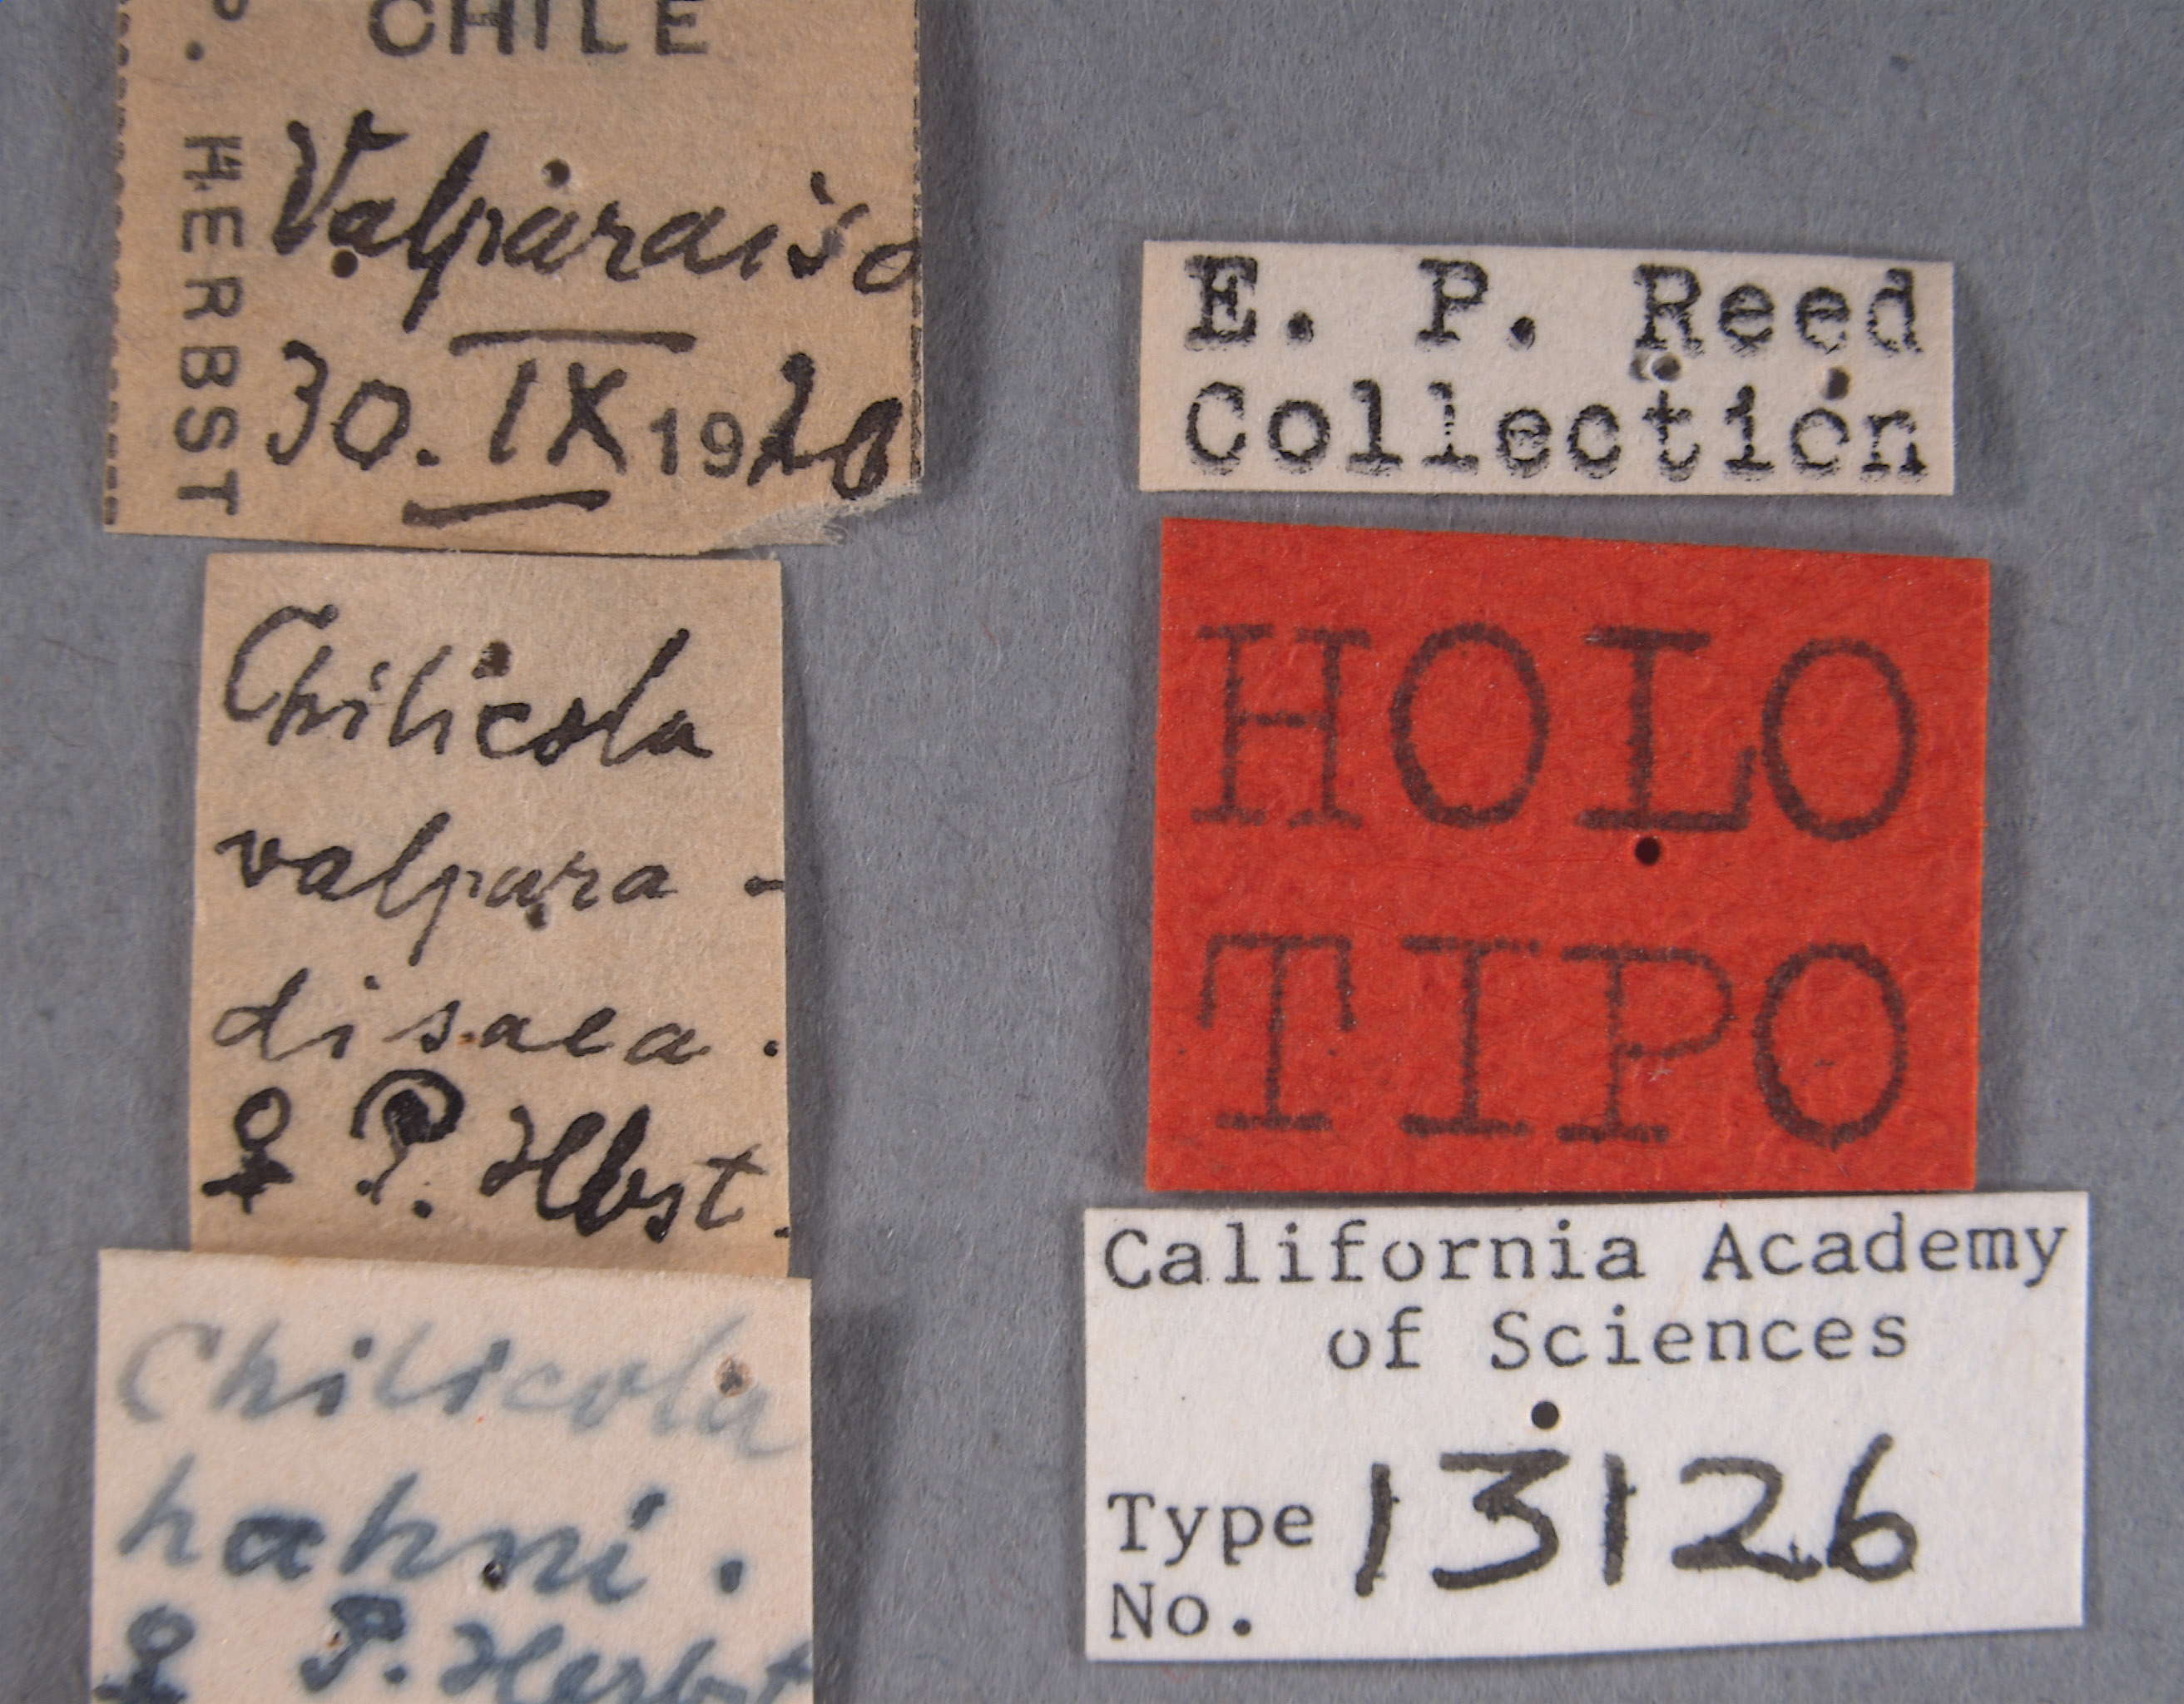 CHILE
P. HERBST
Valparaiso
30. IX 1920
Chilicola
valpara-
disaea.
♀ P. Hbst.
Chilicola
hahni.
♀ P. Herbst
E. P. Reed
Collection
HOLO
TIPO
California Academy
of Sciences
Type 13126
No.